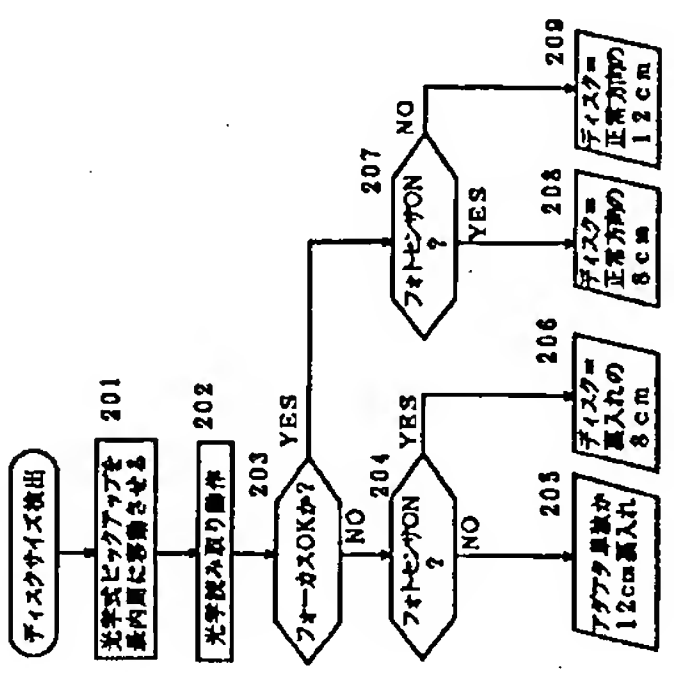 ディスクサイズ検出
光学式ピックアップを
最内周に移動させる
201
光学読み取り動作
202
フォーカスOKか?
203
YES
NO
フォトセンサON
?
204
YES
NO
フォトセンサON
?
207
NO
YES
アダプタ単独か
12cm裏入れ
205
ディスク=
裏入れの
8cm
206
ディスク=
正常方向の
8cm
208
ディスク=
正常方向の
12cm
209